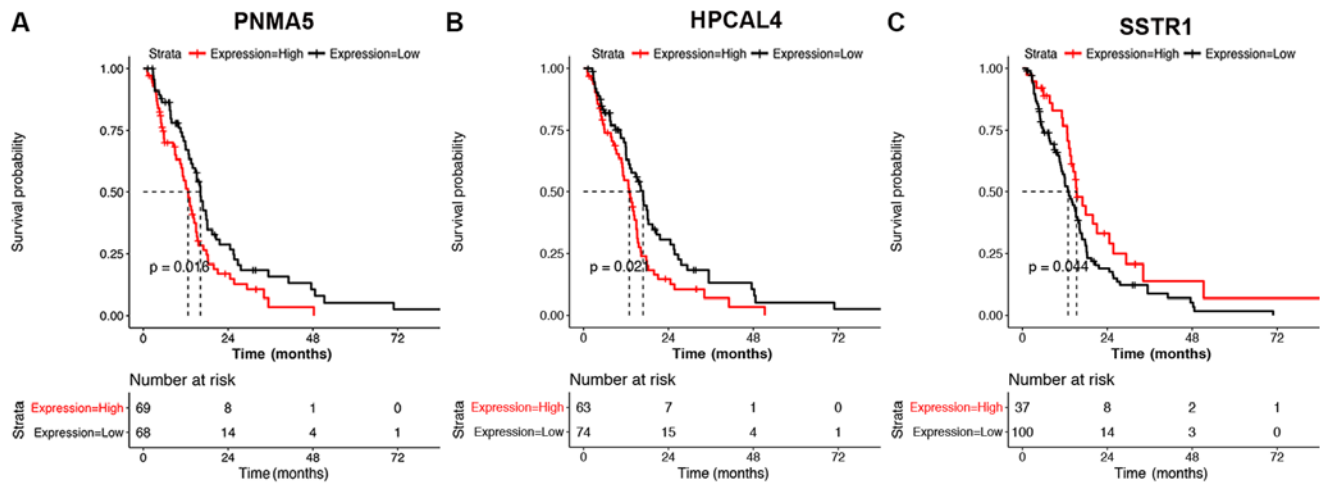 A
PNMA5
Strata Expression=High Expression=Low
Survival probability
1.00
0.75
0.50
0.25
0.00
p = 0.016
0 24 48 72
Time (months)
Number at risk
Strata
Expression=High 69 8 1 0
Expression=Low 68 14 4 1
0 24 48 72
Time (months)
B
HPCAL4
Strata Expression=High Expression=Low
Survival probability
1.00
0.75
0.50
0.25
0.00
0 24 48 72
Time (months)
Number at risk
Strata
Expression=High 63 7 1 0
Expression=Low 74 15 4 1
0 24 48 72
Time (months)
C
SSTR1
Strata Expression=High Expression=Low
Survival probability
1.00
0.75
0.50
0.25
0.00
p = 0.044
0 24 48 72
Time (months)
Number at risk
Strata
Expression=High 37 8 2 1
Expression=Low 100 14 3 0
0 24 48 72
Time (months)